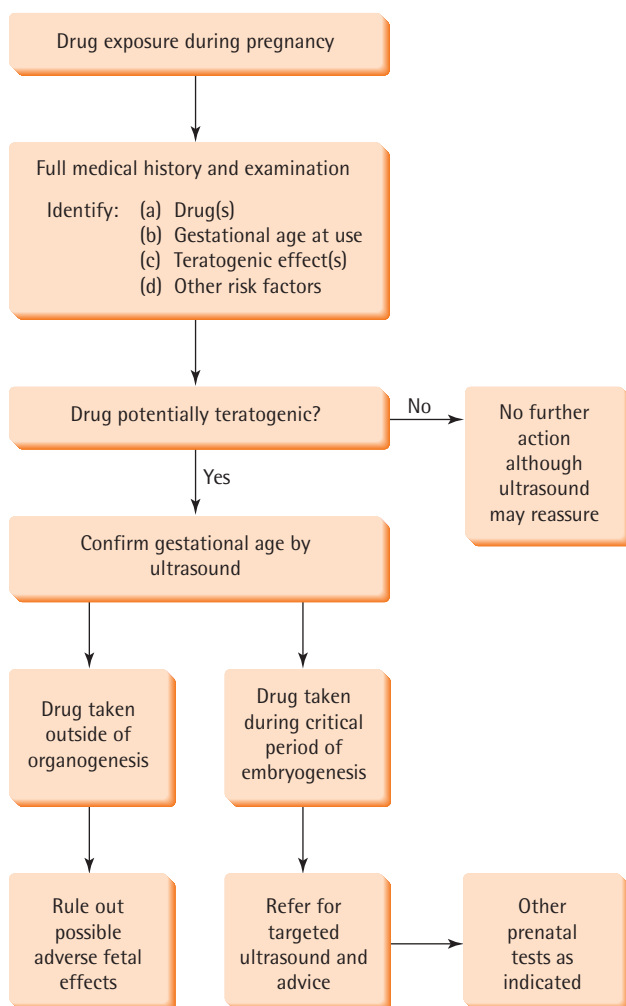 Drug exposure during pregnancy
Full medical history and examination
Identify: (a) Drug(s)
(b) Gestational age at use
(c) Teratogenic effect(s)
(d) Other risk factors
Drug potentially teratogenic?
No
No further
action
although
ultrasound
may reassure
Yes
Confirm gestational age by
ultrasound
Drug taken
outside of
organogenesis
Drug taken
during critical
period of
embryogenesis
Rule out
possible
adverse fetal
effects
Refer for
targeted
ultrasound and
advice
Other
prenatal
tests as
indicated